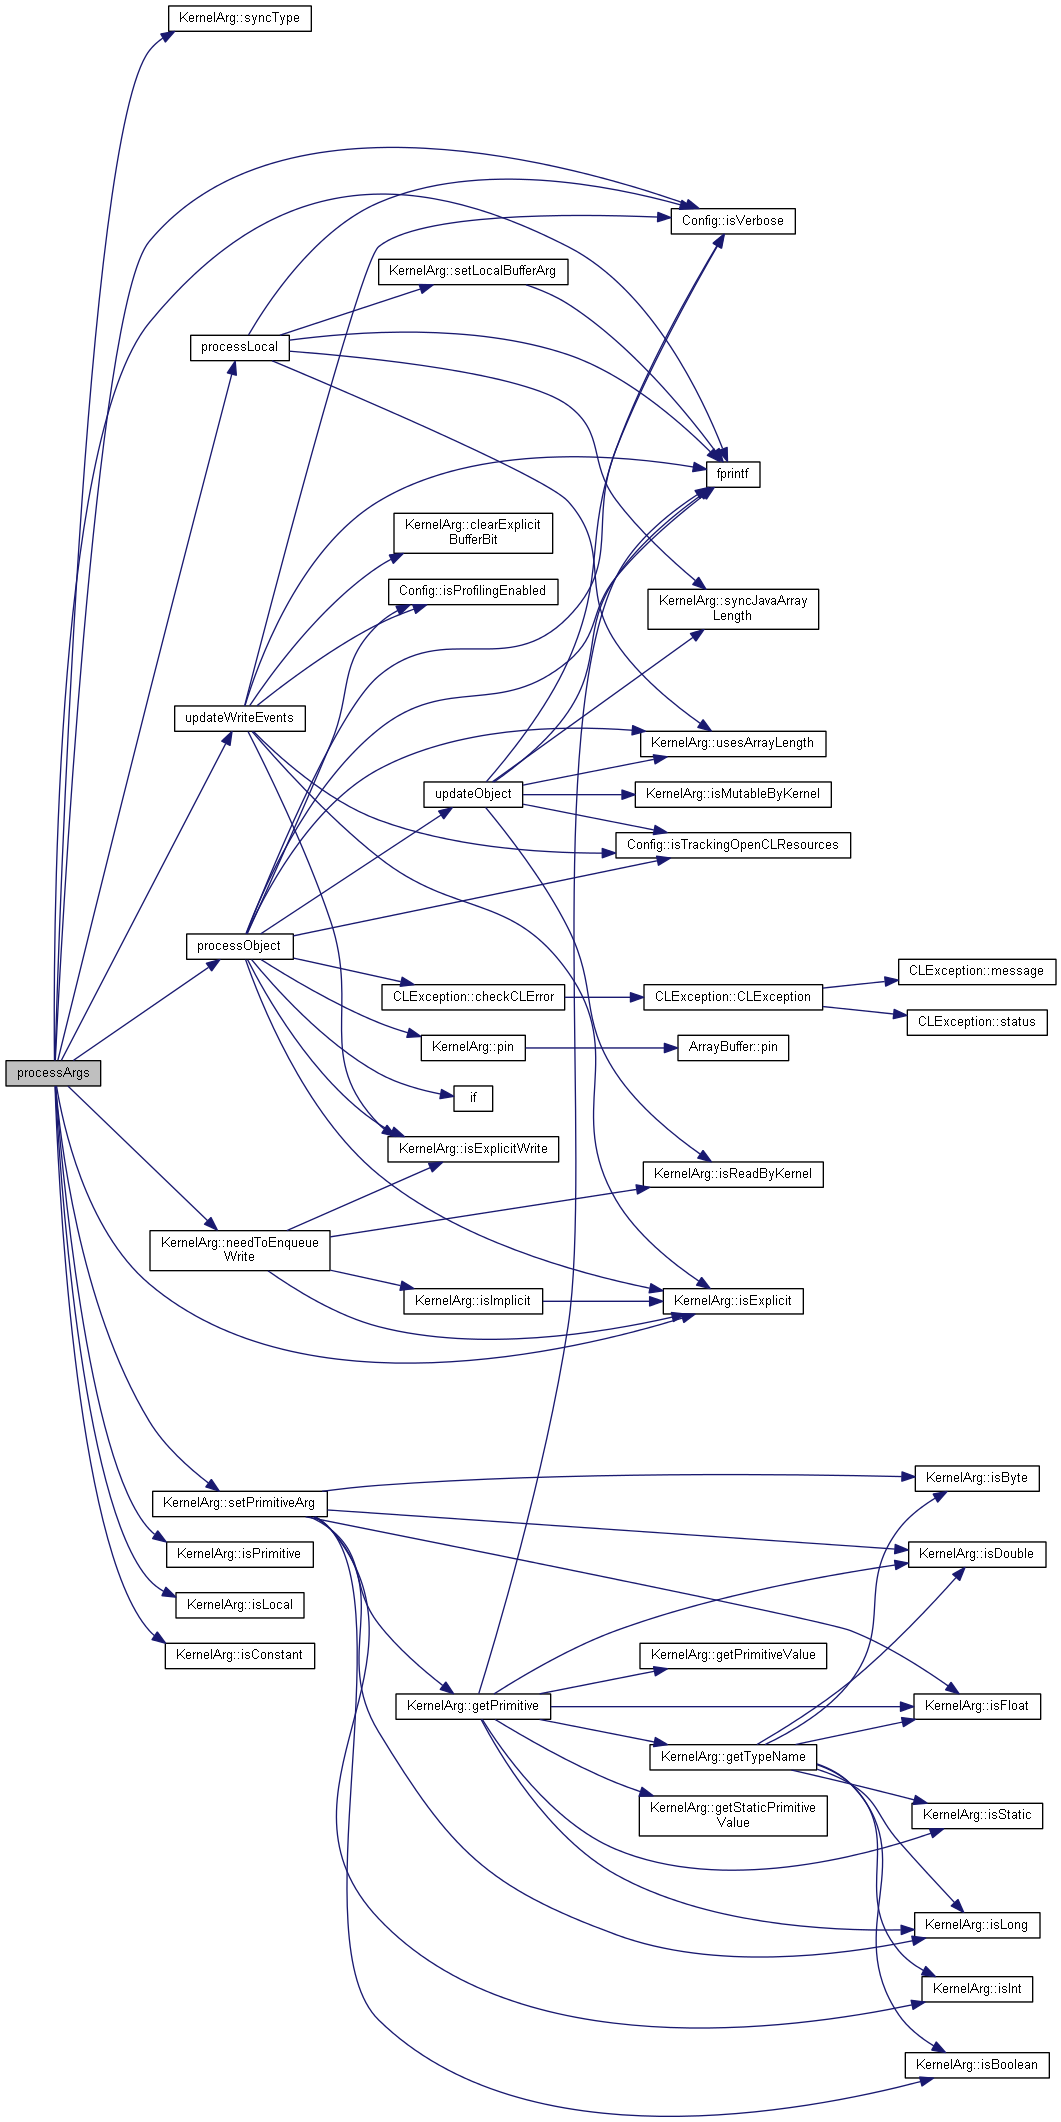 KernelArg::syncType
Config::isVerbose
KernelArg::setLocalBufferArg
processLocal
fprintf
KernelArg::clearExplicit
BufferBit
Config::isProfilingEnabled
KernelArg::syncJavaArray
Length
updateWriteEvents
KernelArg::usesArrayLength
updateObject
KernelArg::isMutableByKernel
Config::isTrackingOpenCLResources
processObject
CLException::message
CLException::checkCLError
CLException::CLException
CLException::status
KernelArg::pin
ArrayBuffer::pin
processArgs
if
KernelArg::isExplicitWrite
KernelArg::isReadByKernel
KernelArg::needToEnqueue
Write
KernelArg::isImplicit
KernelArg::isExplicit
KernelArg::isByte
KernelArg::setPrimitiveArg
KernelArg::isPrimitive
KernelArg::isDouble
KernelArg::isLocal
KernelArg::isConstant
KernelArg::getPrimitiveValue
KernelArg::getPrimitive
KernelArg::isFloat
KernelArg::getTypeName
KernelArg::getStaticPrimitive
Value
KernelArg::isStatic
KernelArg::isLong
KernelArg::isInt
KernelArg::isBoolean